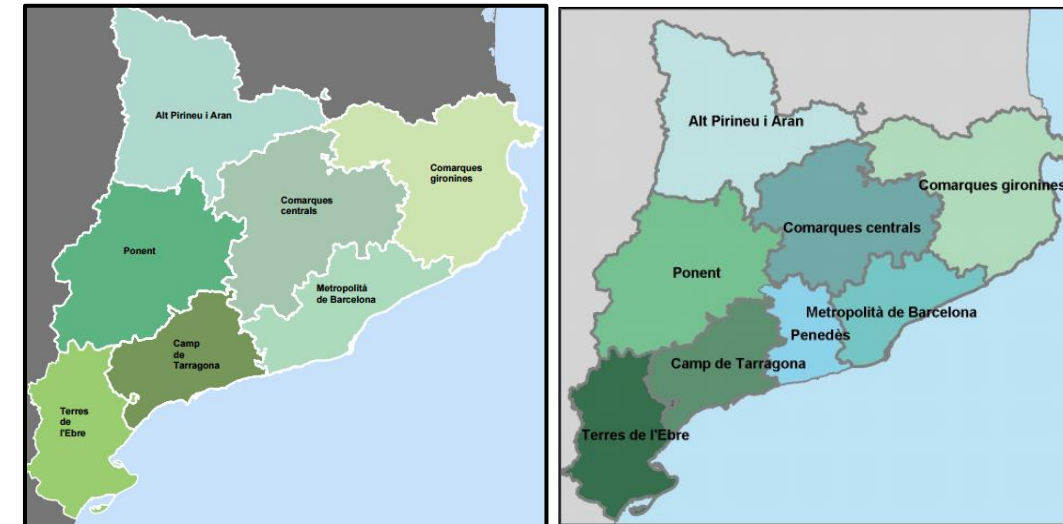 Alt Pirineu i Aran
Comarques
gironines
Comarques
centrals
Ponent
Metropolità
de Barcelona
Camp
de
Tarragona
Terres
de
l'Ebre
Alt Pirineu i Aran
Comarques gironines
Comarques centrals
Ponent
Metropolità de Barcelona
Penedès
Camp de Tarragona
Terres de l'Ebre